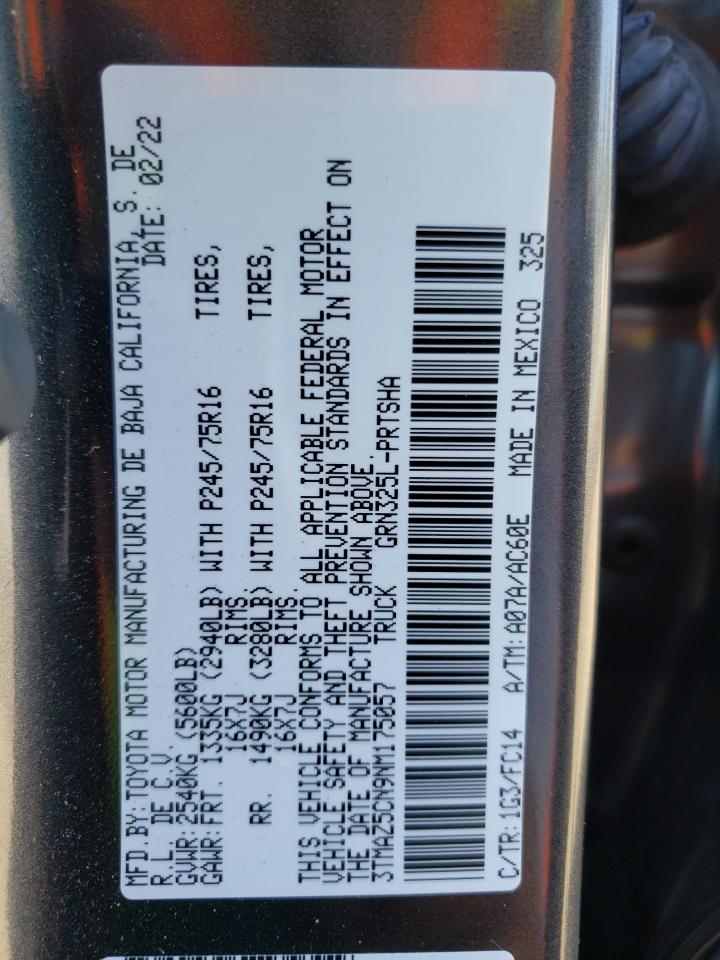 MFD.BY:TOYOTA MOTOR MANUFACTURING DE BAJA CALIFORNIA, S. DE
R.L. DE C.V. DATE: 02/22
GVWR:2540KG (5600LB)
GAWR:FRT. 1335KG (2940LB) WITH P245/75R16 TIRES,
16X7J RIMS.
RR. 1490KG (3280LB) WITH P245/75R16 TIRES,
16X7J RIMS.
THIS VEHICLE CONFORMS TO ALL APPLICABLE FEDERAL MOTOR
VEHICLE SAFETY AND THEFT PREVENTION STANDARDS IN EFFECT ON
THE DATE OF MANUFACTURE SHOWN ABOVE.
3TMAZ5CN9NM175057 TRUCK GRN325L-PRTSHA
C/TR:1G3/FC14 A/TM:A07A/AC60E MADE IN MEXICO 325